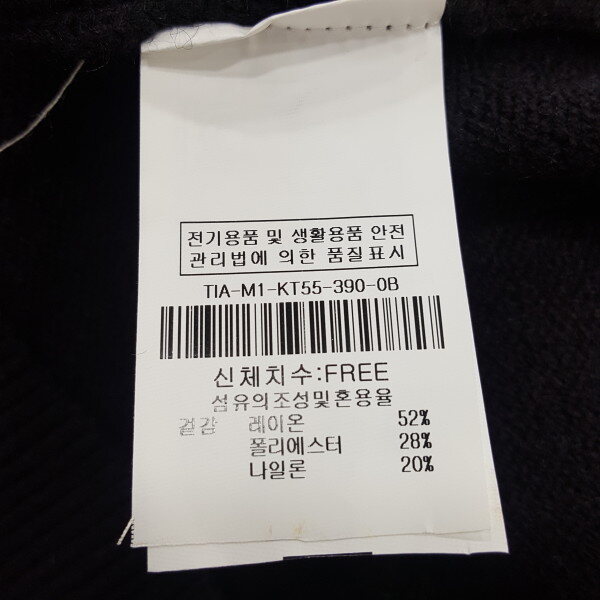 전기용품 및 생활용품 안전
관리법에 의한 품질표시
TIA-M1-KT55-390-0B
신체치수:FREE
섬유의조성및혼용율
겉감 레이온 52%
폴리에스터 28%
나일론 20%